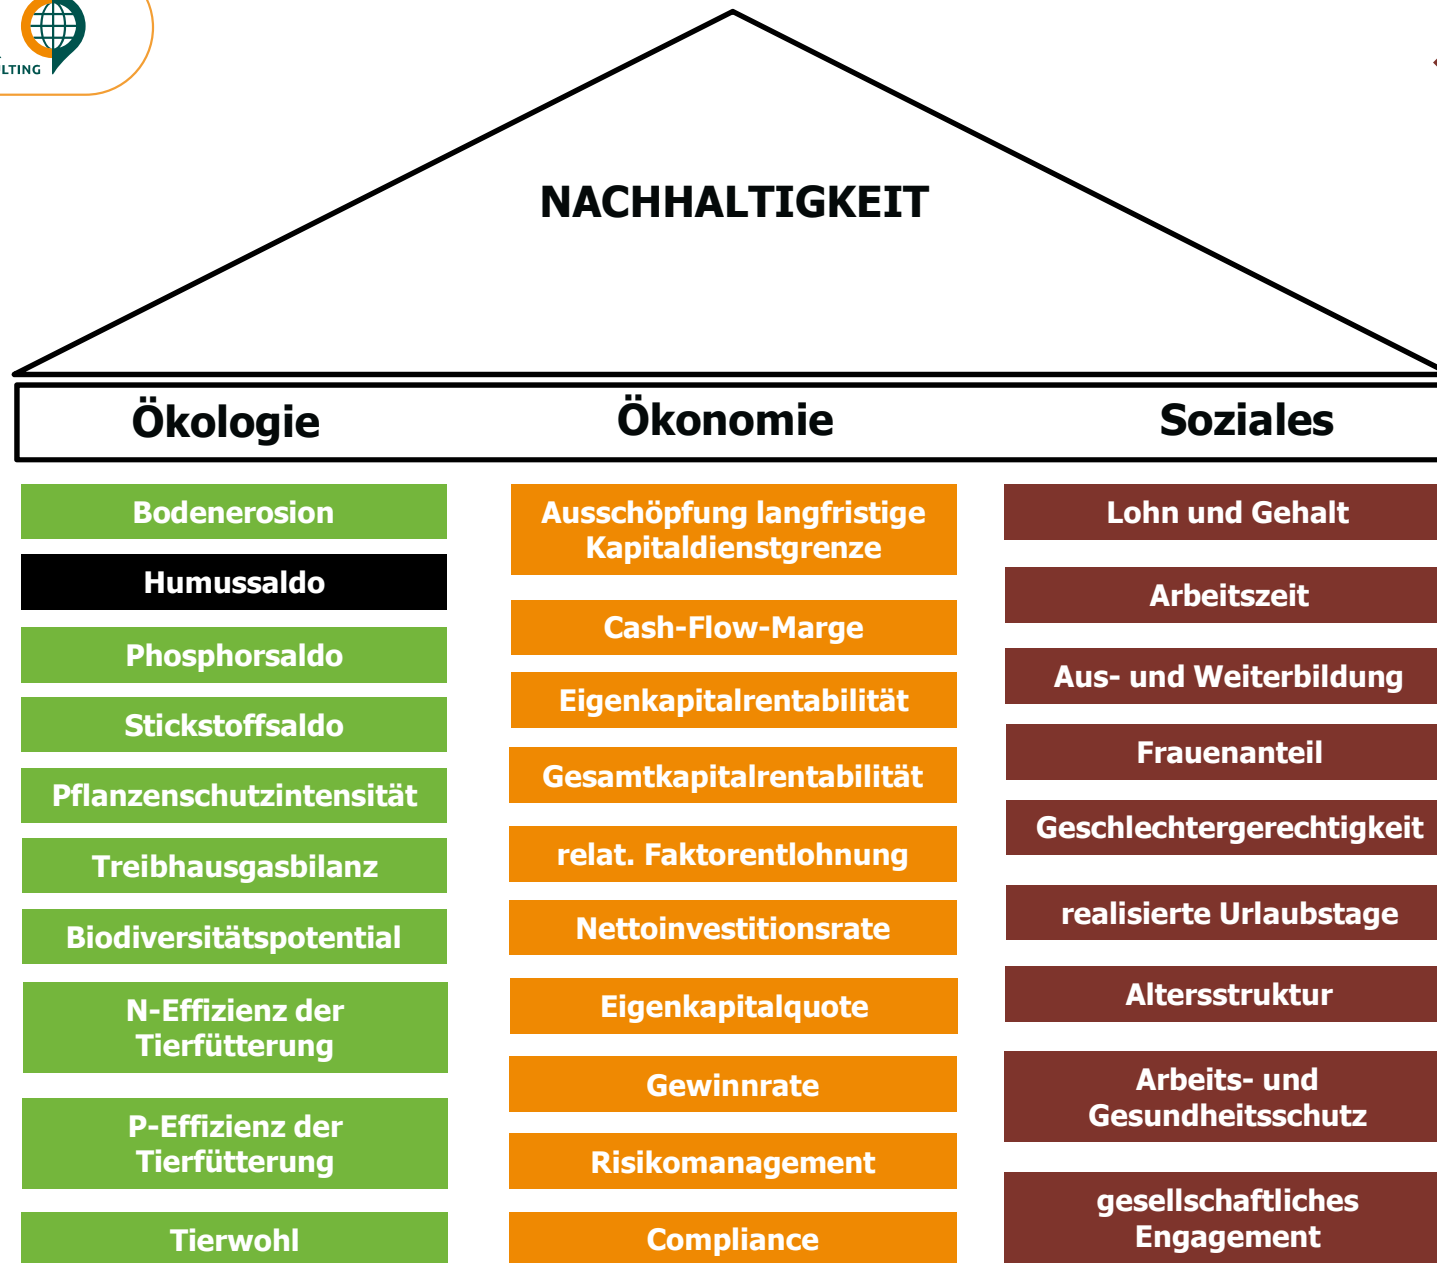 LTING
NACHHALTIGKEIT
Ökologie
Ökonomie
Soziales
Bodenerosion
Humussaldo
Phosphorsaldo
Stickstoffsaldo
Pflanzenschutzintensität
Treibhausgasbilanz
Biodiversitätspotential
N-Effizienz der
Tierfütterung
P-Effizienz der
Tierfütterung
Tierwohl
Ausschöpfung langfristige
Kapitaldienstgrenze
Cash-Flow-Marge
Eigenkapitalrentabilität
Gesamtkapitalrentabilität
relat. Faktorentlohnung
Nettoinvestitionsrate
Eigenkapitalquote
Gewinnrate
Risikomanagement
Compliance
Lohn und Gehalt
Arbeitszeit
Aus- und Weiterbildung
Frauenanteil
Geschlechtergerechtigkeit
realisierte Urlaubstage
Altersstruktur
Arbeits- und
Gesundheitsschutz
gesellschaftliches
Engagement